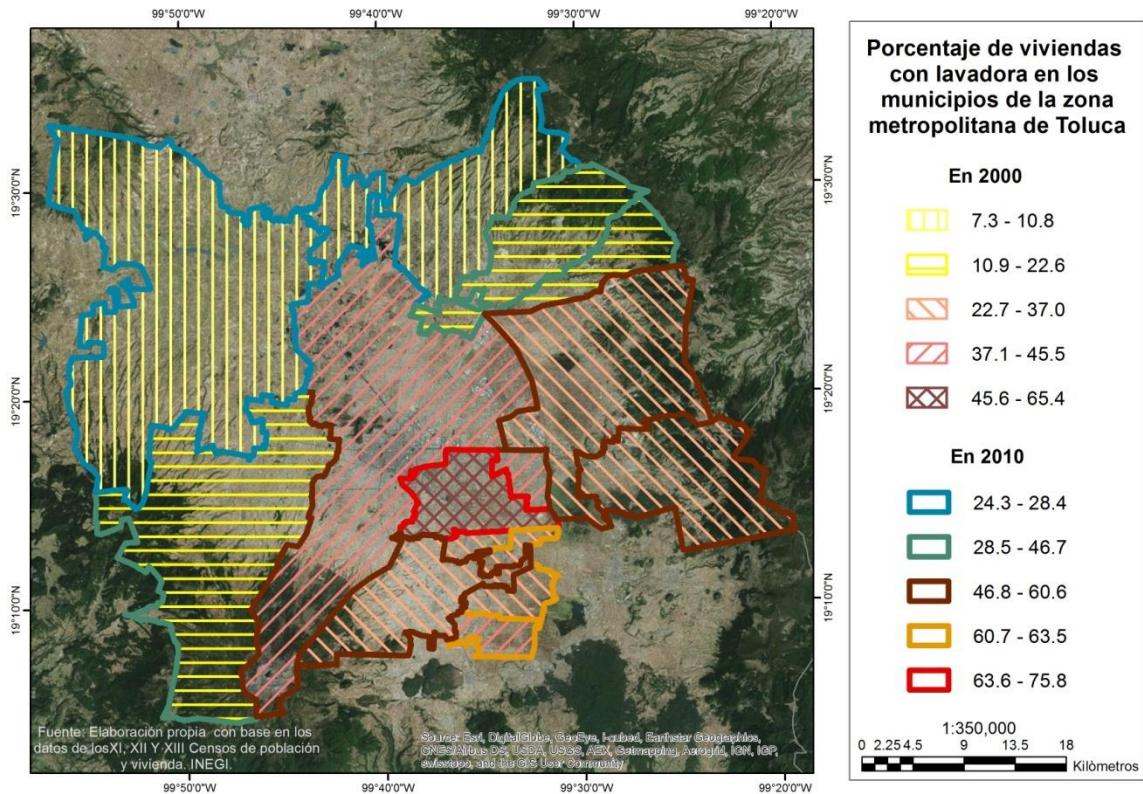 99°50'0"W 99°40'0"W 99°30'0"W 99°20'0"W
19°30'0"N 19°30'0"N
19°20'0"N 19°20'0"N
19°10'0"N 19°10'0"N
Fuente: Elaboración propia con base en los
datos de losXI, XII Y XIII Censos de población
y vivienda. INEGI.
Source: Esri, DigitalGlobe, GeoEye, i-cubed, Earthstar Geographics,
CNES/Airbus DS, USDA, USGS, AEX, Getmapping, Aerogrid, IGN, IGP,
swisstopo, and the GIS User Community
99°50'0"W 99°40'0"W 99°30'0"W 99°20'0"W
Porcentaje de viviendas
con lavadora en los
municipios de la zona
metropolitana de Toluca
En 2000
7.3 - 10.8
10.9 - 22.6
22.7 - 37.0
37.1 - 45.5
45.6 - 65.4
En 2010
24.3 - 28.4
28.5 - 46.7
46.8 - 60.6
60.7 - 63.5
63.6 - 75.8
1:350,000
0 2.25 4.5 9 13.5 18
Kilòmetros